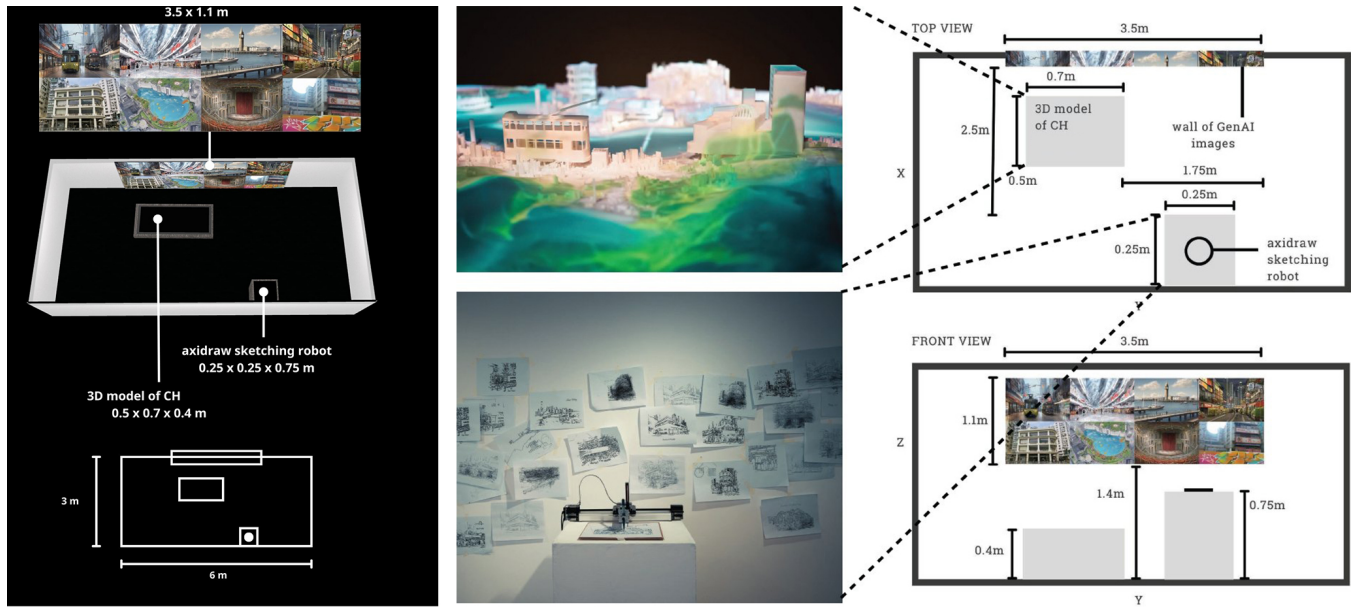 3.5 x 1.1 m
axidraw sketching robot
0.25 x 0.25 x 0.75 m
3D model of CH
0.5 x 0.7 x 0.4 m
3 m
6 m
TOP VIEW
3.5m
0.7m
3D model
of CH
2.5m
wall of GenAI
images
X
0.5m
1.75m
0.25m
0.25m
axidraw
sketching
robot
Y
FRONT VIEW
3.5m
1.1m
Z
1.4m
0.75m
0.4m
Y